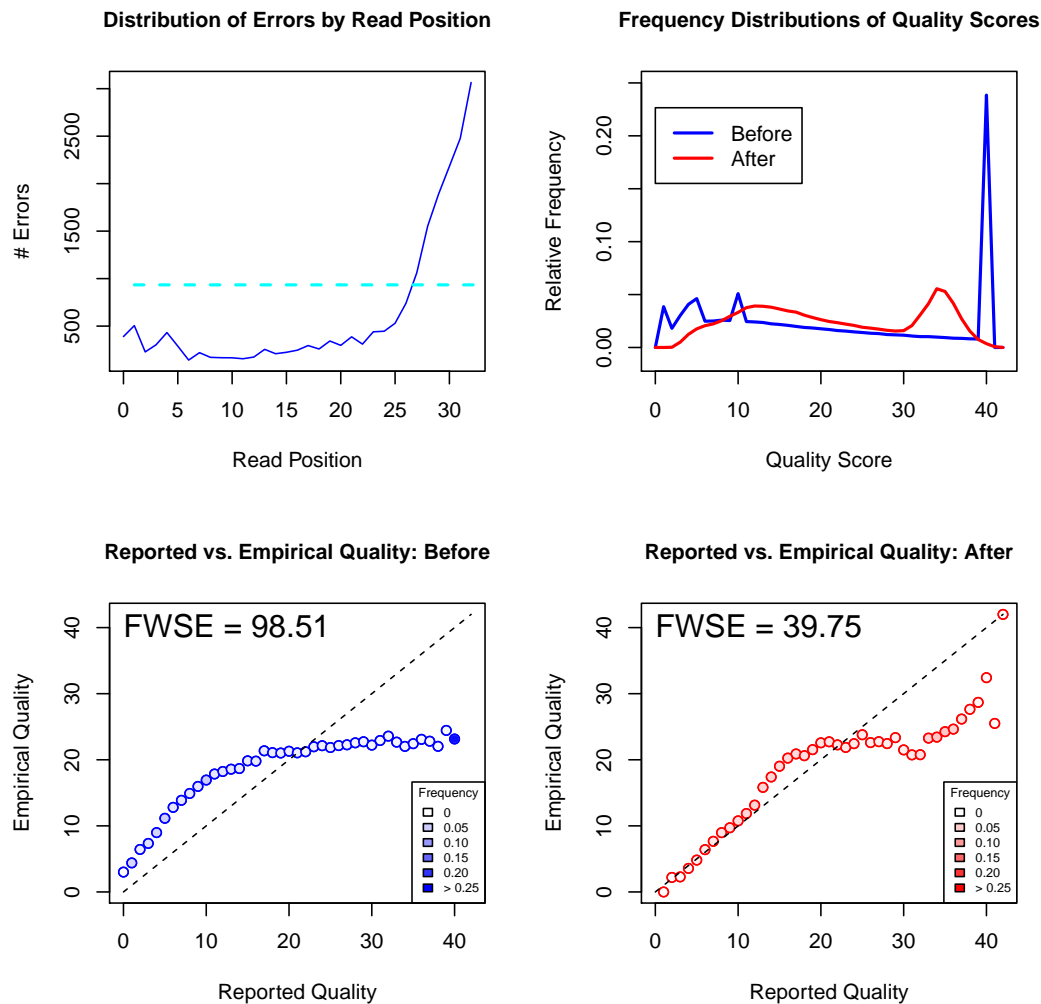 Distribution of Errors by Read Position
# Errors
2500
1500
500
0 5 10 15 20 25 30
Read Position
Frequency Distributions of Quality Scores
Relative Frequency
0.20
0.10
0.00
Before
After
0 10 20 30 40
Quality Score
Reported vs. Empirical Quality: Before
FWSE = 98.51
Empirical Quality
40
30
20
10
0
Frequency
0
0.05
0.10
0.15
0.20
> 0.25
0 10 20 30 40
Reported Quality
Reported vs. Empirical Quality: After
FWSE = 39.75
Empirical Quality
40
30
20
10
0
Frequency
0
0.05
0.10
0.15
0.20
> 0.25
0 10 20 30 40
Reported Quality